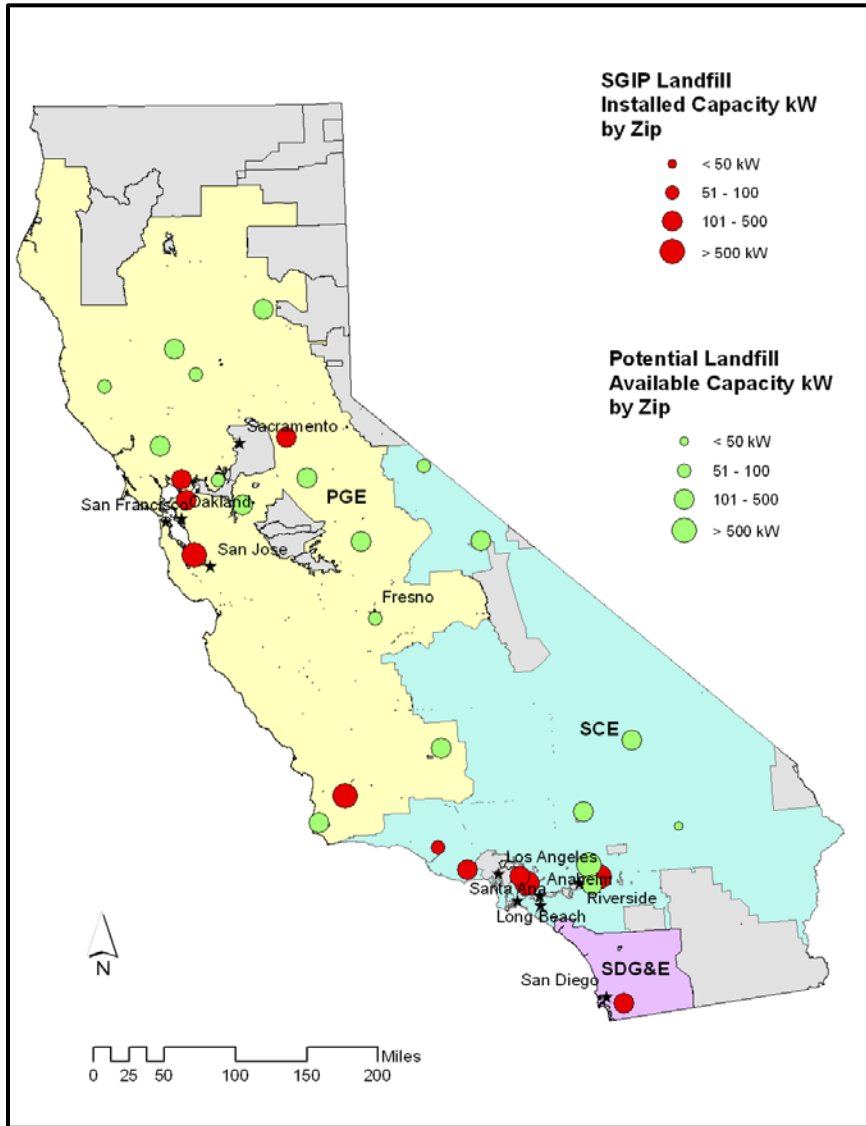 SGIP Landfill
Installed Capacity kW
by Zip
< 50 kW
51 - 100
101 - 500
> 500 kW
Potential Landfill
Available Capacity kW
by Zip
< 50 kW
51 - 100
101 - 500
> 500 kW
Sacramento
PGE
San Francisco
Oakland
San Jose
Fresno
SCE
Los Angeles
Santa Ana
Anaheim
Riverside
Long Beach
SDG&E
San Diego
N
Miles
0 25 50 100 150 200